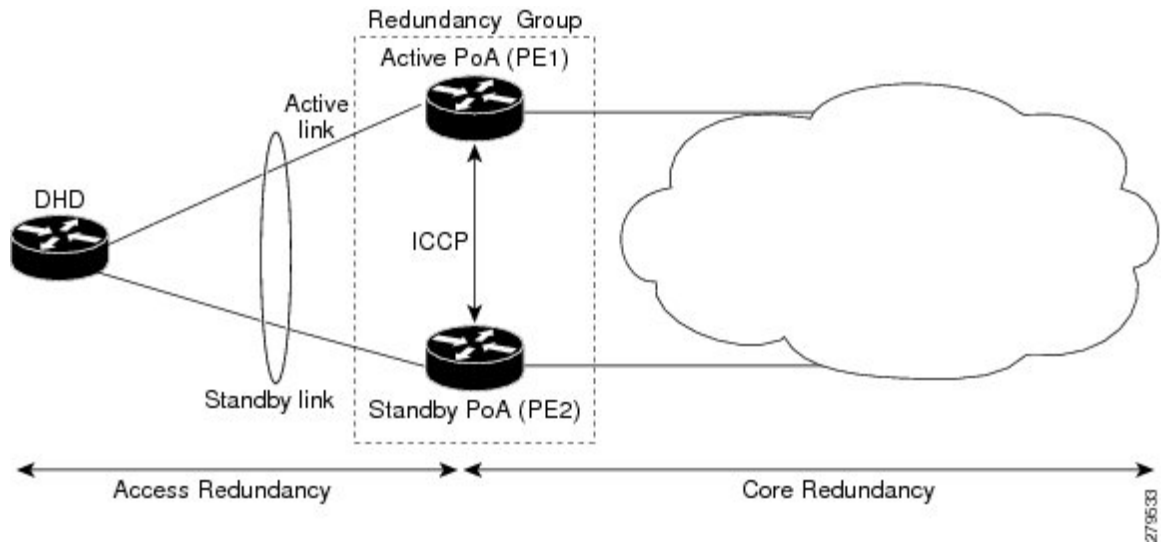 Redundancy Group
Active PoA (PE1)
Active
link
DHD
ICCP
Standby link
Standby PoA (PE2)
Access Redundancy
Core Redundancy
279533